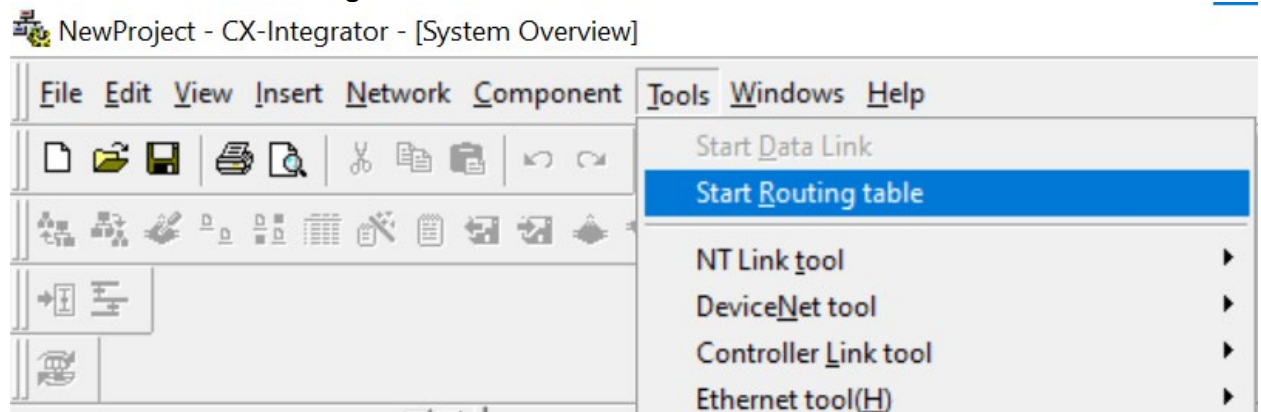 NewProject - CX-Integrator - [System Overview]
File Edit View Insert Network Component Tools Windows Help
Start Data Link
Start Routing table
NT Link tool
DeviceNet tool
Controller Link tool
Ethernet tool(H)